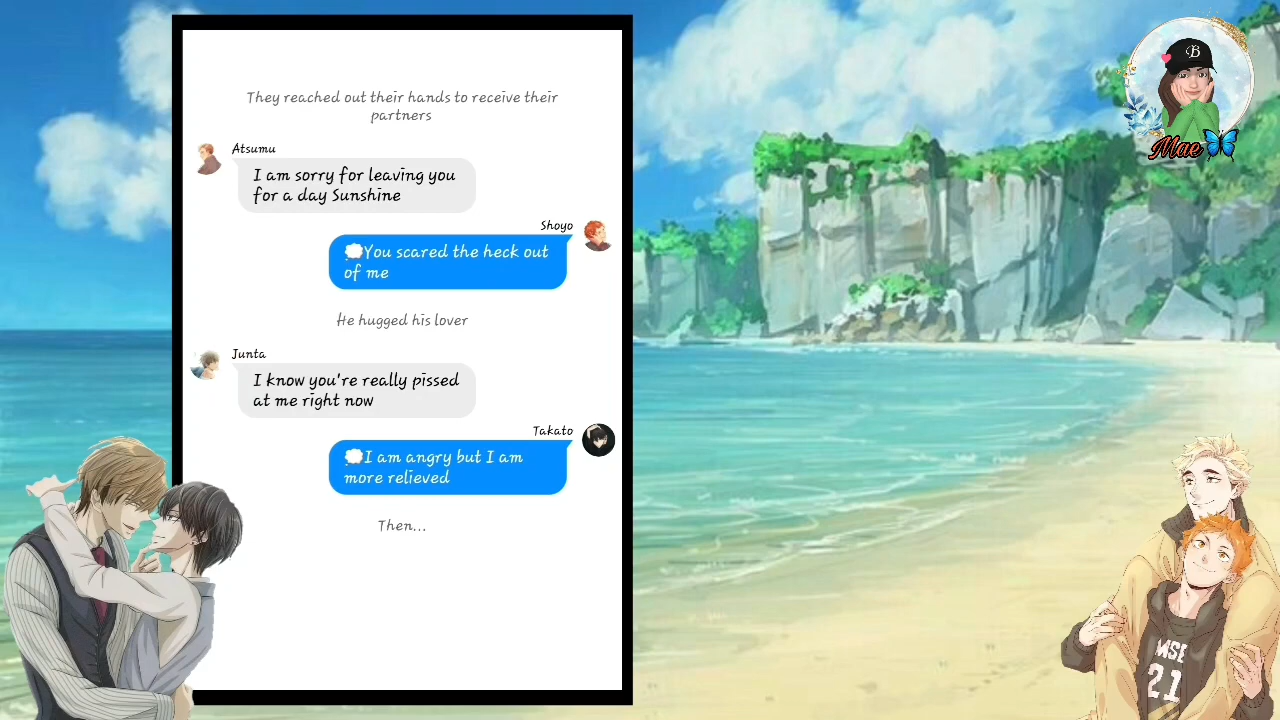 They reached out their hands to receive their
partners
Atsumu
I am sorry for leaving you
for a day Sunshine
Shoyo
💭You scared the heck out
of me
He hugged his lover
Junta
I know you're really pissed
at me right now
Takato
💭I am angry but I am
more relieved
Then...
B
Mae
MSB
21